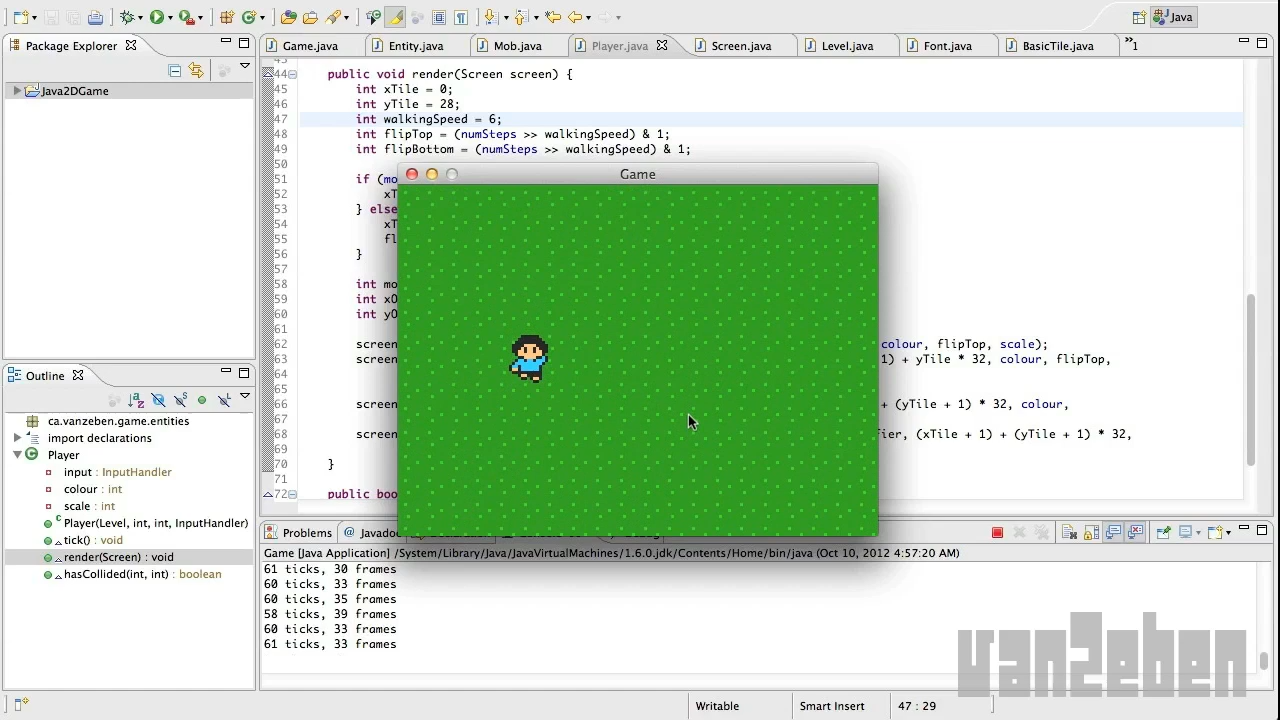 Java
Package Explorer
Game.java
Entity.java
Mob.java
Player.java
Screen.java
Level.java
Font.java
BasicTile.java
»1
Java2DGame
43
44 public void render(Screen screen) {
45 int xTile = 0;
46 int yTile = 28;
47 int walkingSpeed = 6;
48 int flipTop = (numSteps >> walkingSpeed) & 1;
49 int flipBottom = (numSteps >> walkingSpeed) & 1;
50
51 if (mo
52 xT
53 } else
54 xT
55 fl
56 }
57
58 int mo
59 int xO
60 int yO
61
62 screen colour, flipTop, scale);
63 screen 1) + yTile * 32, colour, flipTop,
64
65
66 screen + (yTile + 1) * 32, colour,
67
68 screen fier, (xTile + 1) + (yTile + 1) * 32,
69
70 }
71
72 public boo
Game
Outline
ca.vanzeben.game.entities
import declarations
Player
input : InputHandler
colour : int
scale : int
Player(Level, int, int, InputHandler)
tick() : void
render(Screen) : void
hasCollided(int, int) : boolean
Problems
@ Javadoc
Game [Java Application] /System/Library/Java/JavaVirtualMachines/1.6.0.jdk/Contents/Home/bin/java (Oct 10, 2012 4:57:20 AM)
61 ticks, 30 frames
60 ticks, 33 frames
60 ticks, 35 frames
58 ticks, 39 frames
60 ticks, 33 frames
61 ticks, 33 frames
vanZeben
Writable
Smart Insert
47 : 29